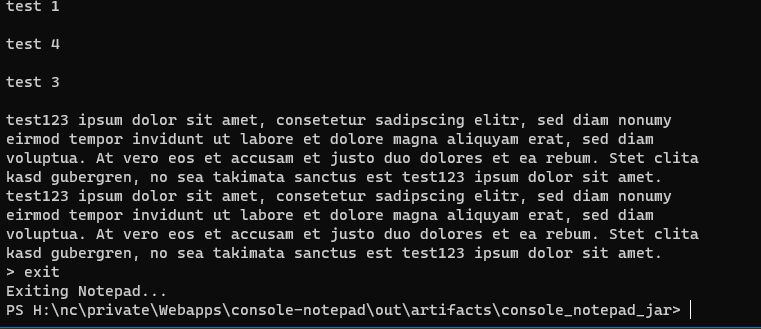 test 1
test 4
test 3
test123 ipsum dolor sit amet, consetetur sadipscing elitr, sed diam nonumy
eirmod tempor invidunt ut labore et dolore magna aliquyam erat, sed diam
voluptua. At vero eos et accusam et justo duo dolores et ea rebum. Stet clita
kasd gubergren, no sea takimata sanctus est test123 ipsum dolor sit amet.
test123 ipsum dolor sit amet, consetetur sadipscing elitr, sed diam nonumy
eirmod tempor invidunt ut labore et dolore magna aliquyam erat, sed diam
voluptua. At vero eos et accusam et justo duo dolores et ea rebum. Stet clita
kasd gubergren, no sea takimata sanctus est test123 ipsum dolor sit amet.
> exit
Exiting Notepad...
PS H:\nc\private\Webapps\console-notepad\out\artifacts\console_notepad_jar>